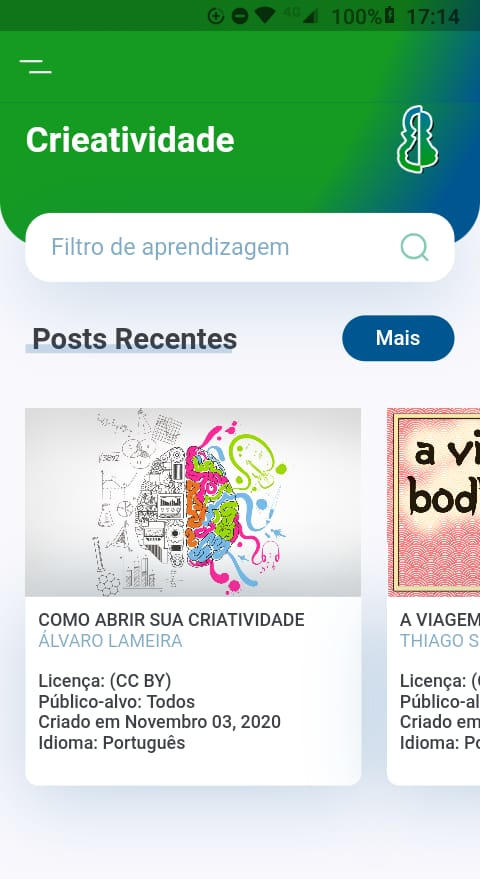 4G 100% 17:14
Crieatividade
Filtro de aprendizagem
Posts Recentes
Mais
a vi
bod
COMO ABRIR SUA CRIATIVIDADE
ÁLVARO LAMEIRA
Licença: (CC BY)
Público-alvo: Todos
Criado em Novembro 03, 2020
Idioma: Português
A VIAGEM
THIAGO S
Licença: (
Público-al
Criado em
Idioma: Po